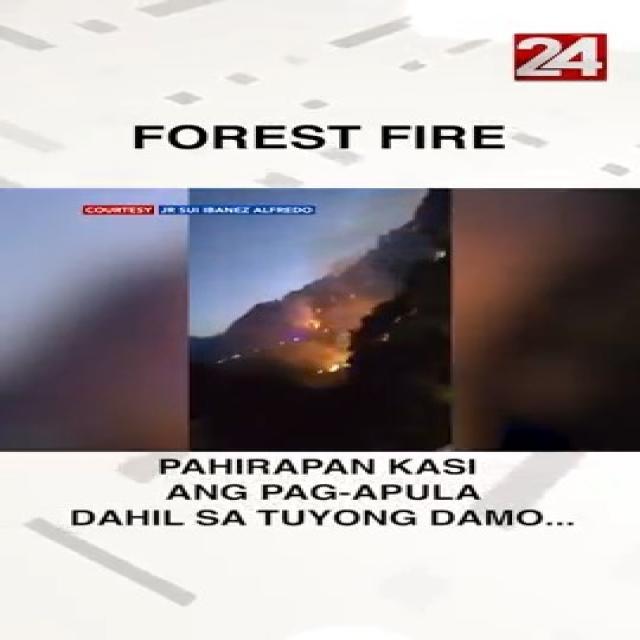 24
FOREST FIRE
COURTESY JR SUI IBANEZ ALFREDO
PAHIRAPAN KASI
ANG PAG-APULA
DAHIL SA TUYONG DAMO...